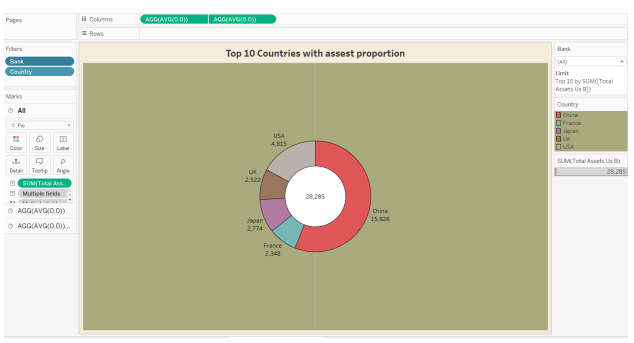 Pages
iii Columns
AGG(AVG(0.0))
AGG(AVG(0.0))
Rows
Filters
Bank
Country
Marks
All
Pie
Color
Size
Label
Detail
Tooltip
Angle
SUM(Total Ass..
Multiple fields
AGG(AVG(0.0))
AGG(AVG(0.0))...
Top 10 Countries with assest proportion
USA
4,815
UK
2,522
Japan
2,774
France
2,348
China
15,826
28,285
Bank
(All)
Limit
Top 10 by SUM([Total
Assets Us B])
Country
China
France
Japan
UK
USA
SUM(Total Assets Us B)
28,285